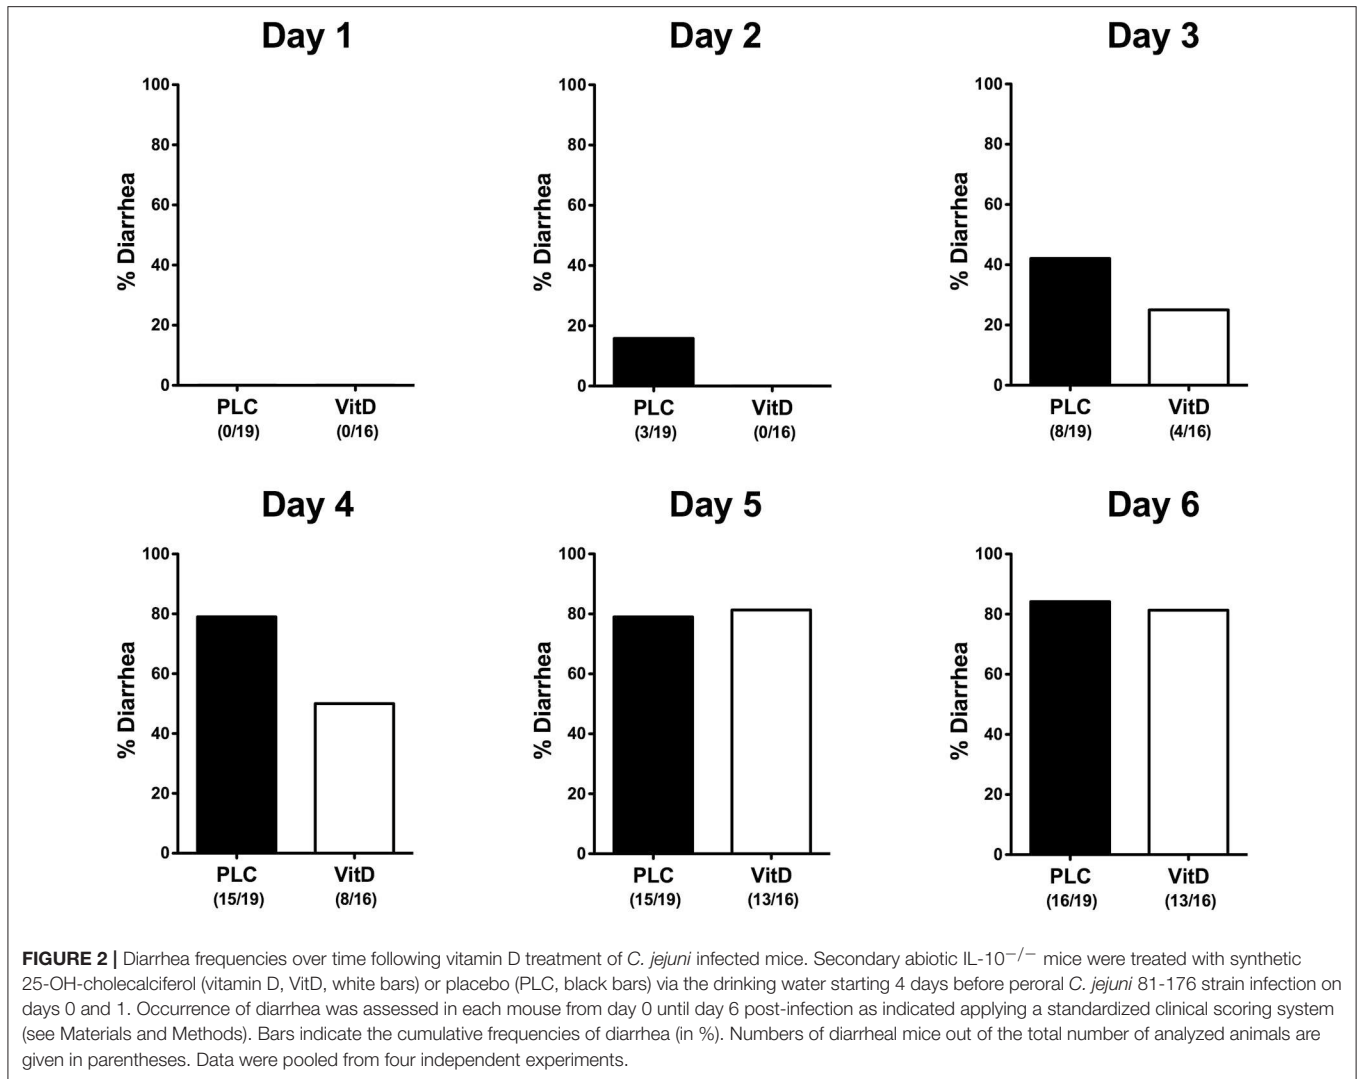 Day 1
Day 2
Day 3
% Diarrhea
100
80
60
40
20
0
PLC
VitD
(0/19)
(0/16)
% Diarrhea
100
80
60
40
20
0
PLC
VitD
(3/19)
(0/16)
% Diarrhea
100
80
60
40
20
0
PLC
VitD
(8/19)
(4/16)
Day 4
Day 5
Day 6
% Diarrhea
100
80
60
40
20
0
PLC
VitD
(15/19)
(8/16)
% Diarrhea
100
80
60
40
20
0
PLC
VitD
(15/19)
(13/16)
% Diarrhea
100
80
60
40
20
0
PLC
VitD
(16/19)
(13/16)
FIGURE 2 | Diarrhea frequencies over time following vitamin D treatment of C. jejuni infected mice. Secondary abiotic IL-10−/− mice were treated with synthetic
25-OH-cholecalciferol (vitamin D, VitD, white bars) or placebo (PLC, black bars) via the drinking water starting 4 days before peroral C. jejuni 81-176 strain infection on
days 0 and 1. Occurrence of diarrhea was assessed in each mouse from day 0 until day 6 post-infection as indicated applying a standardized clinical scoring system
(see Materials and Methods). Bars indicate the cumulative frequencies of diarrhea (in %). Numbers of diarrheal mice out of the total number of analyzed animals are
given in parentheses. Data were pooled from four independent experiments.